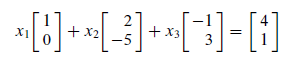 x₁[1 0] + x₂[2 −5] + x₃[−1 3] = [4 1]